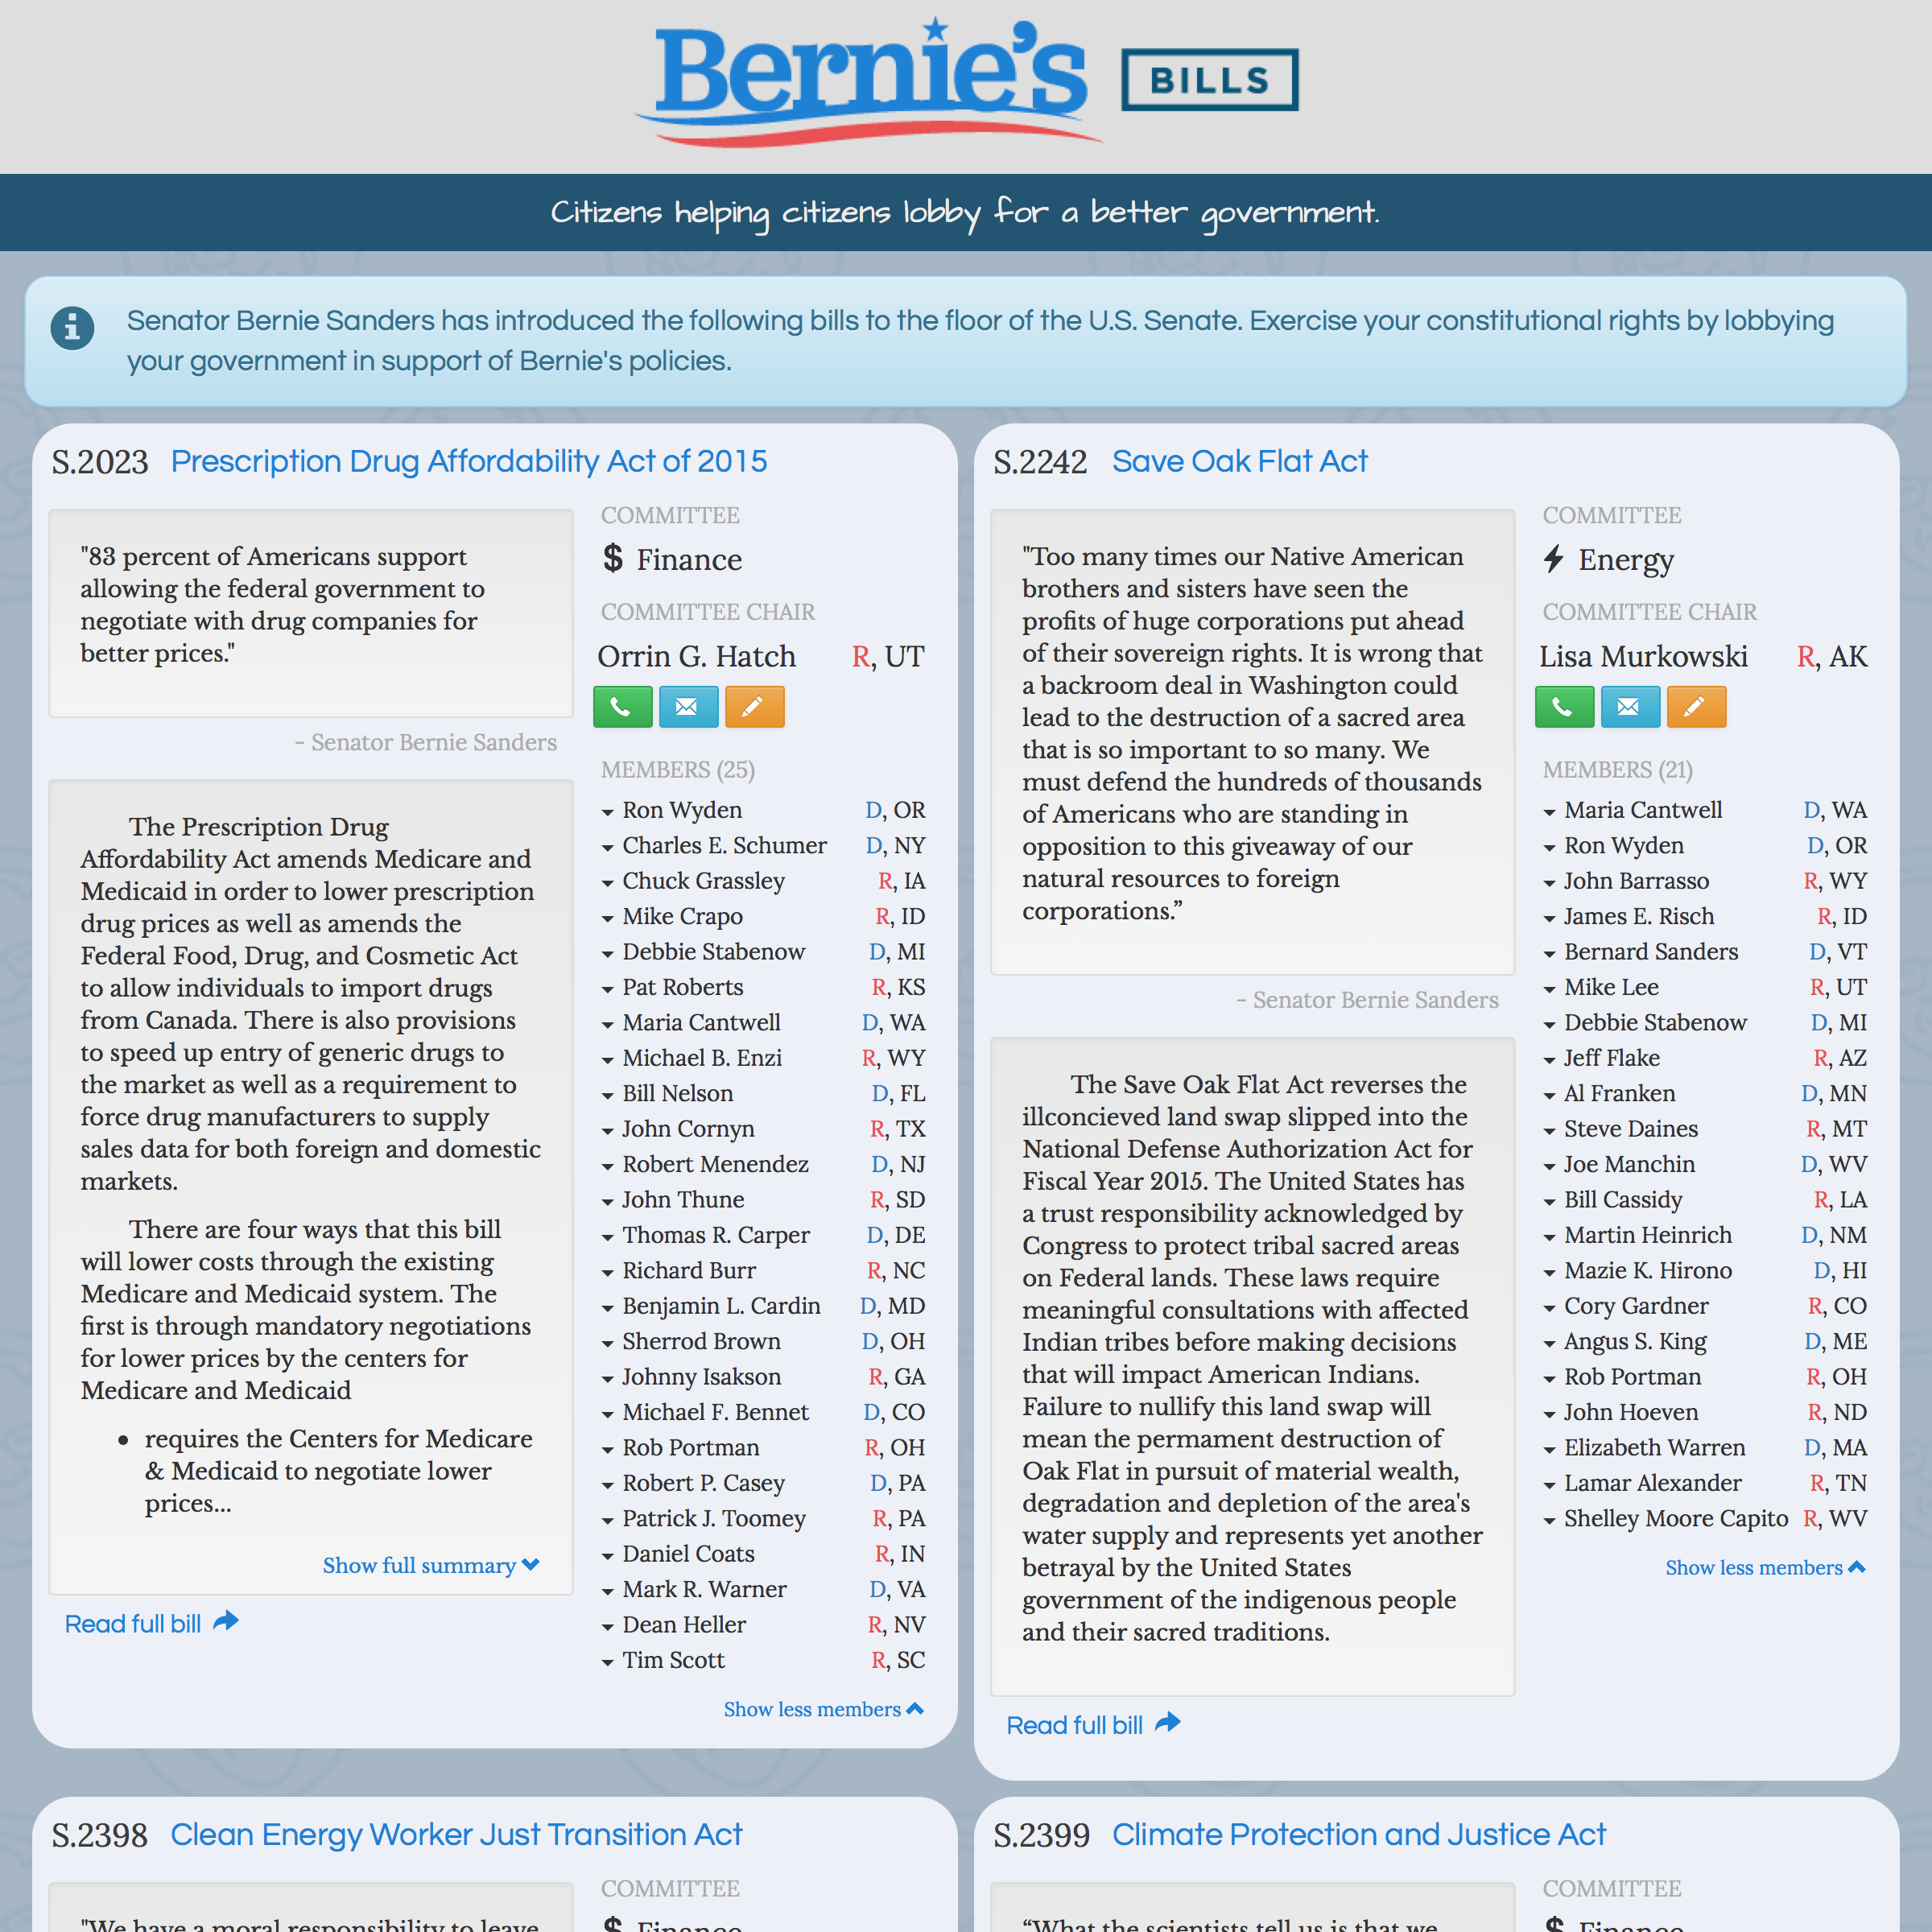 Bernie's BILLS
Citizens helping citizens lobby for a better government.
Senator Bernie Sanders has introduced the following bills to the floor of the U.S. Senate. Exercise your constitutional rights by lobbying
your government in support of Bernie's policies.
S.2023 Prescription Drug Affordability Act of 2015
"83 percent of Americans support
allowing the federal government to
negotiate with drug companies for
better prices."
- Senator Bernie Sanders
The Prescription Drug
Affordability Act amends Medicare and
Medicaid in order to lower prescription
drug prices as well as amends the
Federal Food, Drug, and Cosmetic Act
to allow individuals to import drugs
from Canada. There is also provisions
to speed up entry of generic drugs to
the market as well as a requirement to
force drug manufacturers to supply
sales data for both foreign and domestic
markets.
There are four ways that this bill
will lower costs through the existing
Medicare and Medicaid system. The
first is through mandatory negotiations
for lower prices by the centers for
Medicare and Medicaid
• requires the Centers for Medicare
& Medicaid to negotiate lower
prices...
Show full summary
Read full bill
COMMITTEE
$ Finance
COMMITTEE CHAIR
Orrin G. Hatch R, UT
MEMBERS (25)
Ron Wyden D, OR
Charles E. Schumer D, NY
Chuck Grassley R, IA
Mike Crapo R, ID
Debbie Stabenow D, MI
Pat Roberts R, KS
Maria Cantwell D, WA
Michael B. Enzi R, WY
Bill Nelson D, FL
John Cornyn R, TX
Robert Menendez D, NJ
John Thune R, SD
Thomas R. Carper D, DE
Richard Burr R, NC
Benjamin L. Cardin D, MD
Sherrod Brown D, OH
Johnny Isakson R, GA
Michael F. Bennet D, CO
Rob Portman R, OH
Robert P. Casey D, PA
Patrick J. Toomey R, PA
Daniel Coats R, IN
Mark R. Warner D, VA
Dean Heller R, NV
Tim Scott R, SC
Show less members
S.2242 Save Oak Flat Act
"Too many times our Native American
brothers and sisters have seen the
profits of huge corporations put ahead
of their sovereign rights. It is wrong that
a backroom deal in Washington could
lead to the destruction of a sacred area
that is so important to so many. We
must defend the hundreds of thousands
of Americans who are standing in
opposition to this giveaway of our
natural resources to foreign
corporations.”
- Senator Bernie Sanders
The Save Oak Flat Act reverses the
illconcieved land swap slipped into the
National Defense Authorization Act for
Fiscal Year 2015. The United States has
a trust responsibility acknowledged by
Congress to protect tribal sacred areas
on Federal lands. These laws require
meaningful consultations with affected
Indian tribes before making decisions
that will impact American Indians.
Failure to nullify this land swap will
mean the permament destruction of
Oak Flat in pursuit of material wealth,
degradation and depletion of the area's
water supply and represents yet another
betrayal by the United States
government of the indigenous people
and their sacred traditions.
Read full bill
COMMITTEE
Energy
COMMITTEE CHAIR
Lisa Murkowski R, AK
MEMBERS (21)
Maria Cantwell D, WA
Ron Wyden D, OR
John Barrasso R, WY
James E. Risch R, ID
Bernard Sanders D, VT
Mike Lee R, UT
Debbie Stabenow D, MI
Jeff Flake R, AZ
Al Franken D, MN
Steve Daines R, MT
Joe Manchin D, WV
Bill Cassidy R, LA
Martin Heinrich D, NM
Mazie K. Hirono D, HI
Cory Gardner R, CO
Angus S. King D, ME
Rob Portman R, OH
John Hoeven R, ND
Elizabeth Warren D, MA
Lamar Alexander R, TN
Shelley Moore Capito R, WV
Show less members
S.2398 Clean Energy Worker Just Transition Act
"We have a moral responsibility to leave
COMMITTEE
$ Finance
S.2399 Climate Protection and Justice Act
“What the scientists tell us is that we
COMMITTEE
$ Finance